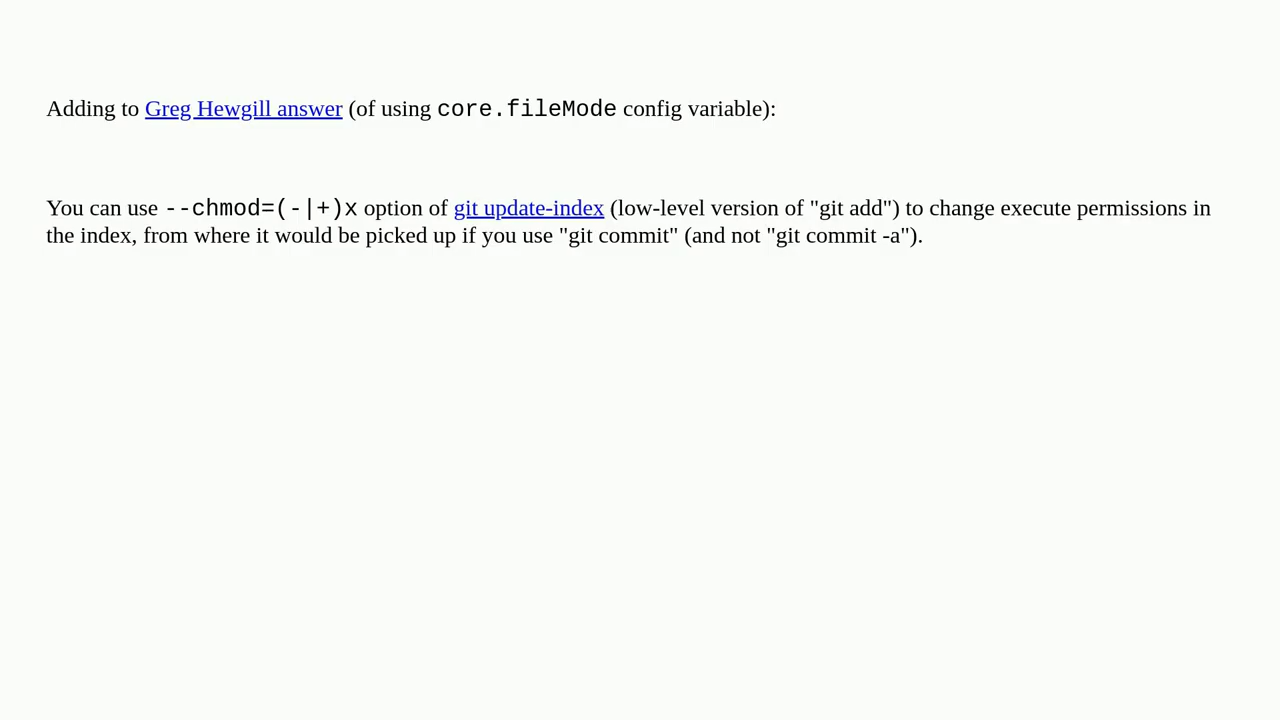 Adding to Greg Hewgill answer (of using core.fileMode config variable):
You can use --chmod=(-|+)x option of git update-index (low-level version of "git add") to change execute permissions in
the index, from where it would be picked up if you use "git commit" (and not "git commit -a").